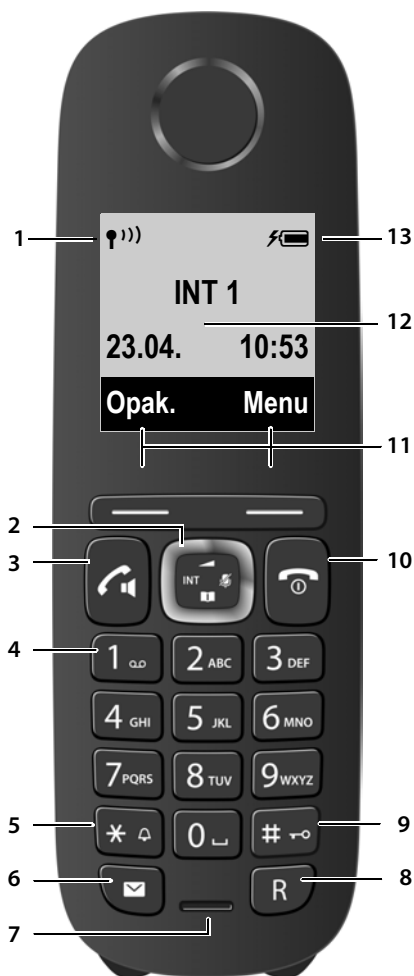 1
13
INT 1
12
23.04. 10:53
Opak. Menu
11
2
3
INT
10
4
1 2 ABC 3 DEF
4 GHI 5 JKL 6 MNO
7 PQRS 8 TUV 9 WXYZ
5
* 0 #
9
6
R
8
7